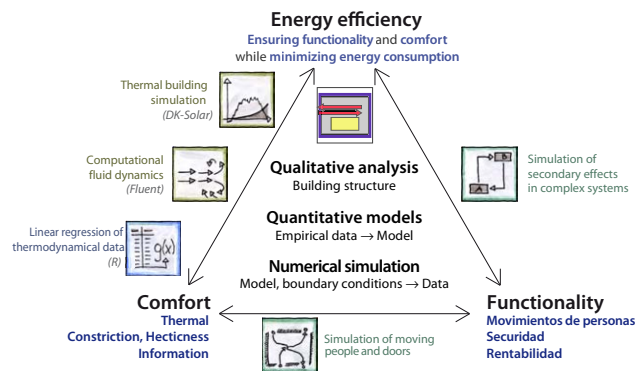 Energy efficiency
Ensuring functionality and comfort
while minimizing energy consumption
Thermal building
simulation
(DK-Solar)
Computational
fluid dynamics
(Fluent)
Linear regression of
thermodynamical data
(R)
g(x)
Qualitative analysis
Building structure
Quantitative models
Empirical data → Model
Numerical simulation
Model, boundary conditions → Data
B
A
Simulation of
secondary effects
in complex systems
Comfort
Thermal
Constriction, Hecticness
Information
Simulation of moving
people and doors
Functionality
Movimientos de personas
Securidad
Rentabilidad